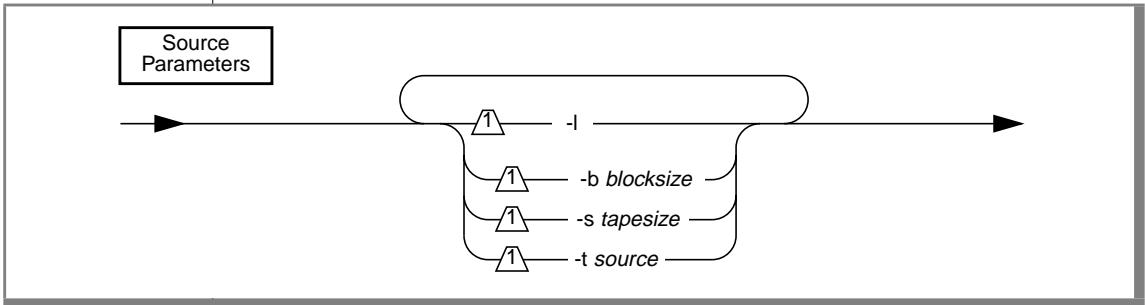 Source
Parameters
1 -l
1 -b blocksize
1 -s tapesize
1 -t source